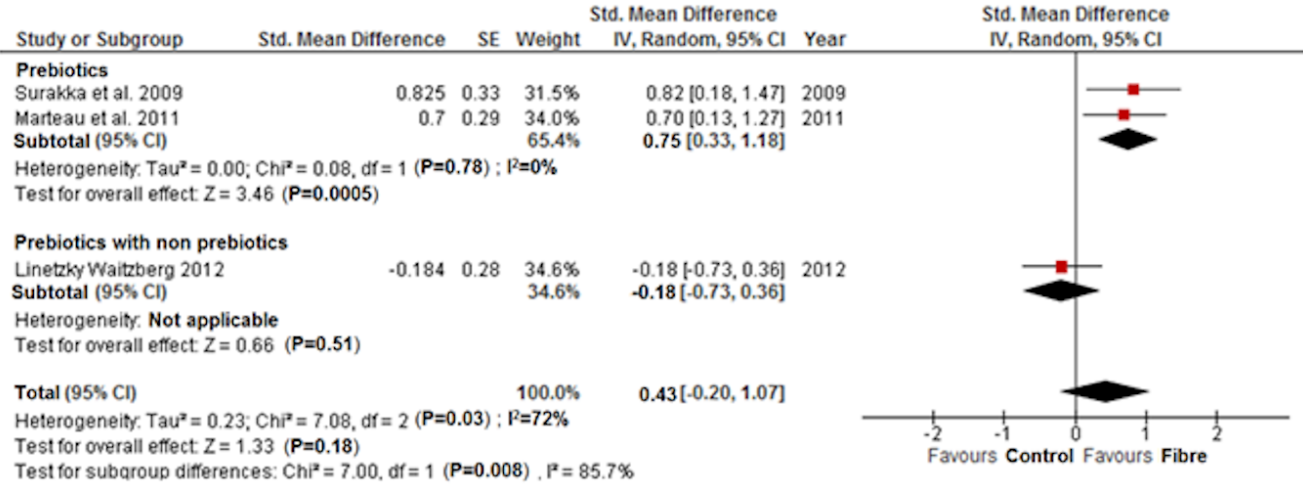 Std. Mean Difference Std. Mean Difference
Study or Subgroup Std. Mean Difference SE Weight IV, Random, 95% CI Year IV, Random, 95% CI
Prebiotics
Surakka et al. 2009 0.825 0.33 31.5% 0.82 [0.18, 1.47] 2009
Marteau et al. 2011 0.7 0.29 34.0% 0.70 [0.13, 1.27] 2011
Subtotal (95% CI) 65.4% 0.75 [0.33, 1.18]
Heterogeneity: Tau² = 0.00; Chi² = 0.08, df = 1 (P=0.78) ; I²=0%
Test for overall effect: Z = 3.46 (P=0.0005)
Prebiotics with non prebiotics
Linetzky Waitzberg 2012 -0.184 0.28 34.6% -0.18 [-0.73, 0.36] 2012
Subtotal (95% CI) 34.6% -0.18 [-0.73, 0.36]
Heterogeneity: Not applicable
Test for overall effect: Z = 0.66 (P=0.51)
Total (95% CI) 100.0% 0.43 [-0.20, 1.07]
Heterogeneity: Tau² = 0.23; Chi² = 7.08, df = 2 (P=0.03) ; I²=72%
Test for overall effect: Z = 1.33 (P=0.18)
Test for subgroup differences: Chi² = 7.00, df = 1 (P=0.008) , I² = 85.7%
-2 -1 0 1 2
Favours Control Favours Fibre